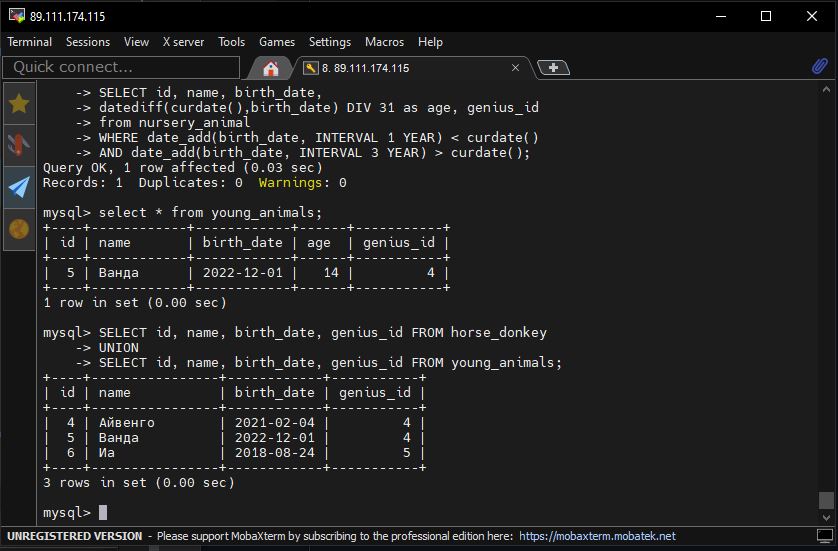 89.111.174.115
Terminal Sessions View X server Tools Games Settings Macros Help
Quick connect...
8. 89.111.174.115
    -> SELECT id, name, birth_date,
    -> datediff(curdate(),birth_date) DIV 31 as age, genius_id
    -> from nursery_animal
    -> WHERE date_add(birth_date, INTERVAL 1 YEAR) < curdate()
    -> AND date_add(birth_date, INTERVAL 3 YEAR) > curdate();
Query OK, 1 row affected (0.03 sec)
Records: 1  Duplicates: 0  Warnings: 0
mysql> select * from young_animals;
+----+------------+------------+------+-----------+
| id | name       | birth_date | age  | genius_id |
+----+------------+------------+------+-----------+
|  5 | Ванда      | 2022-12-01 |   14 |         4 |
+----+------------+------------+------+-----------+
1 row in set (0.00 sec)
mysql> SELECT id, name, birth_date, genius_id FROM horse_donkey
    -> UNION
    -> SELECT id, name, birth_date, genius_id FROM young_animals;
+----+----------------+------------+-----------+
| id | name           | birth_date | genius_id |
+----+----------------+------------+-----------+
|  4 | Айвенго        | 2021-02-04 |         4 |
|  5 | Ванда          | 2022-12-01 |         4 |
|  6 | Иа             | 2018-08-24 |         5 |
+----+----------------+------------+-----------+
3 rows in set (0.00 sec)
mysql>
UNREGISTERED VERSION - Please support MobaXterm by subscribing to the professional edition here: https://mobaxterm.mobatek.net